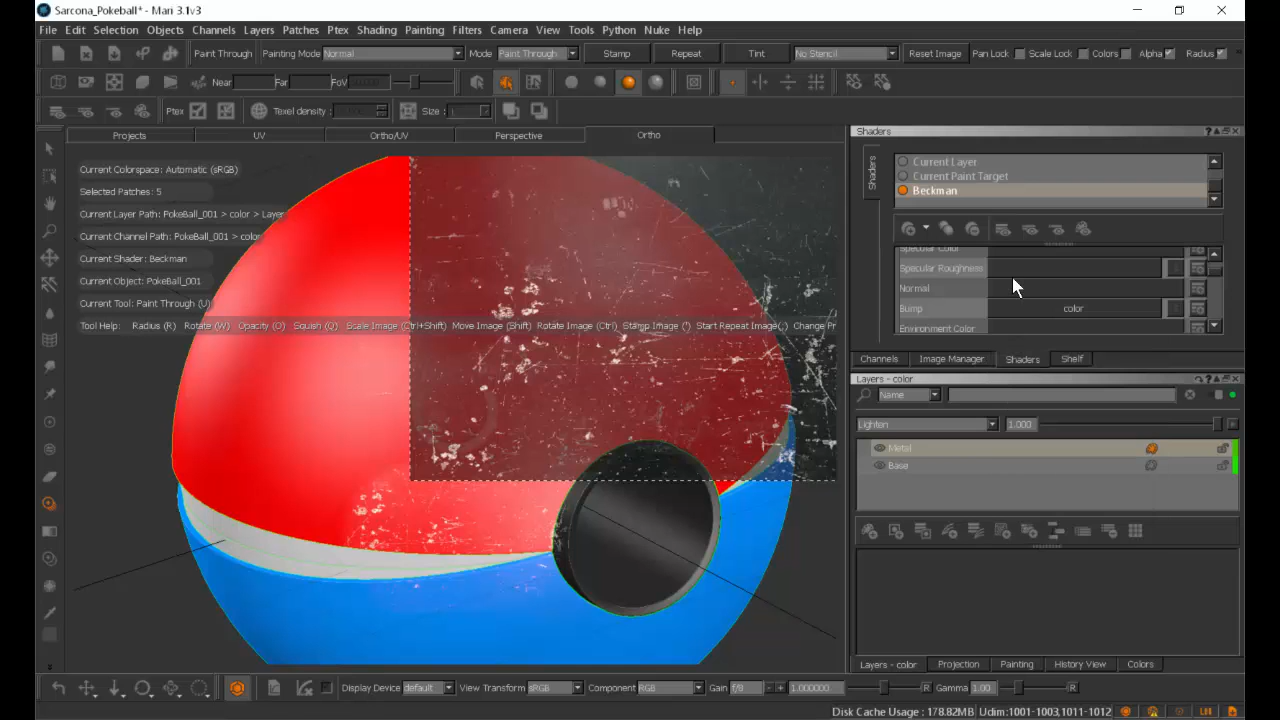 Sarcona_Pokeball* - Mari 3.1v3
File Edit Selection Objects Channels Layers Patches Ptex Shading Painting Filters Camera View Tools Python Nuke Help
Paint Through Painting Mode Normal Mode Paint Through Stamp Repeat Tint No Stencil Reset Image Pan Lock Scale Lock Colors Alpha Radius
Near Far FoV
Ptex Texel density Size
Projects UV Ortho/UV Perspective Ortho
Current Colorspace: Automatic (sRGB)
Selected Patches: 5
Current Layer Path: PokeBall_001 > color > Layer
Current Channel Path: PokeBall_001 > color
Current Shader: Beckman
Current Object: PokeBall_001
Current Tool: Paint Through (U)
Tool Help: Radius (R) Rotate (W) Opacity (O) Squish (Q) Scale Image (Ctrl+Shift) Move Image (Shift) Rotate Image (Ctrl) Stamp Image (') Start Repeat Image(;) Change Pr
Shaders
Shaders
Current Layer
Current Paint Target
Beckman
Specular Color
Specular Roughness
Normal
Bump color
Environment Color
Channels Image Manager Shaders Shelf
Layers - color
Name
Lighten 1.000
Metal
Base
Layers - color Projection Painting History View Colors
Display Device default View Transform sRGB Component RGB Gain f/8 1.000000 R Gamma 1.00 R
Disk Cache Usage : 178.82MB Udim:1001-1003,1011-1012